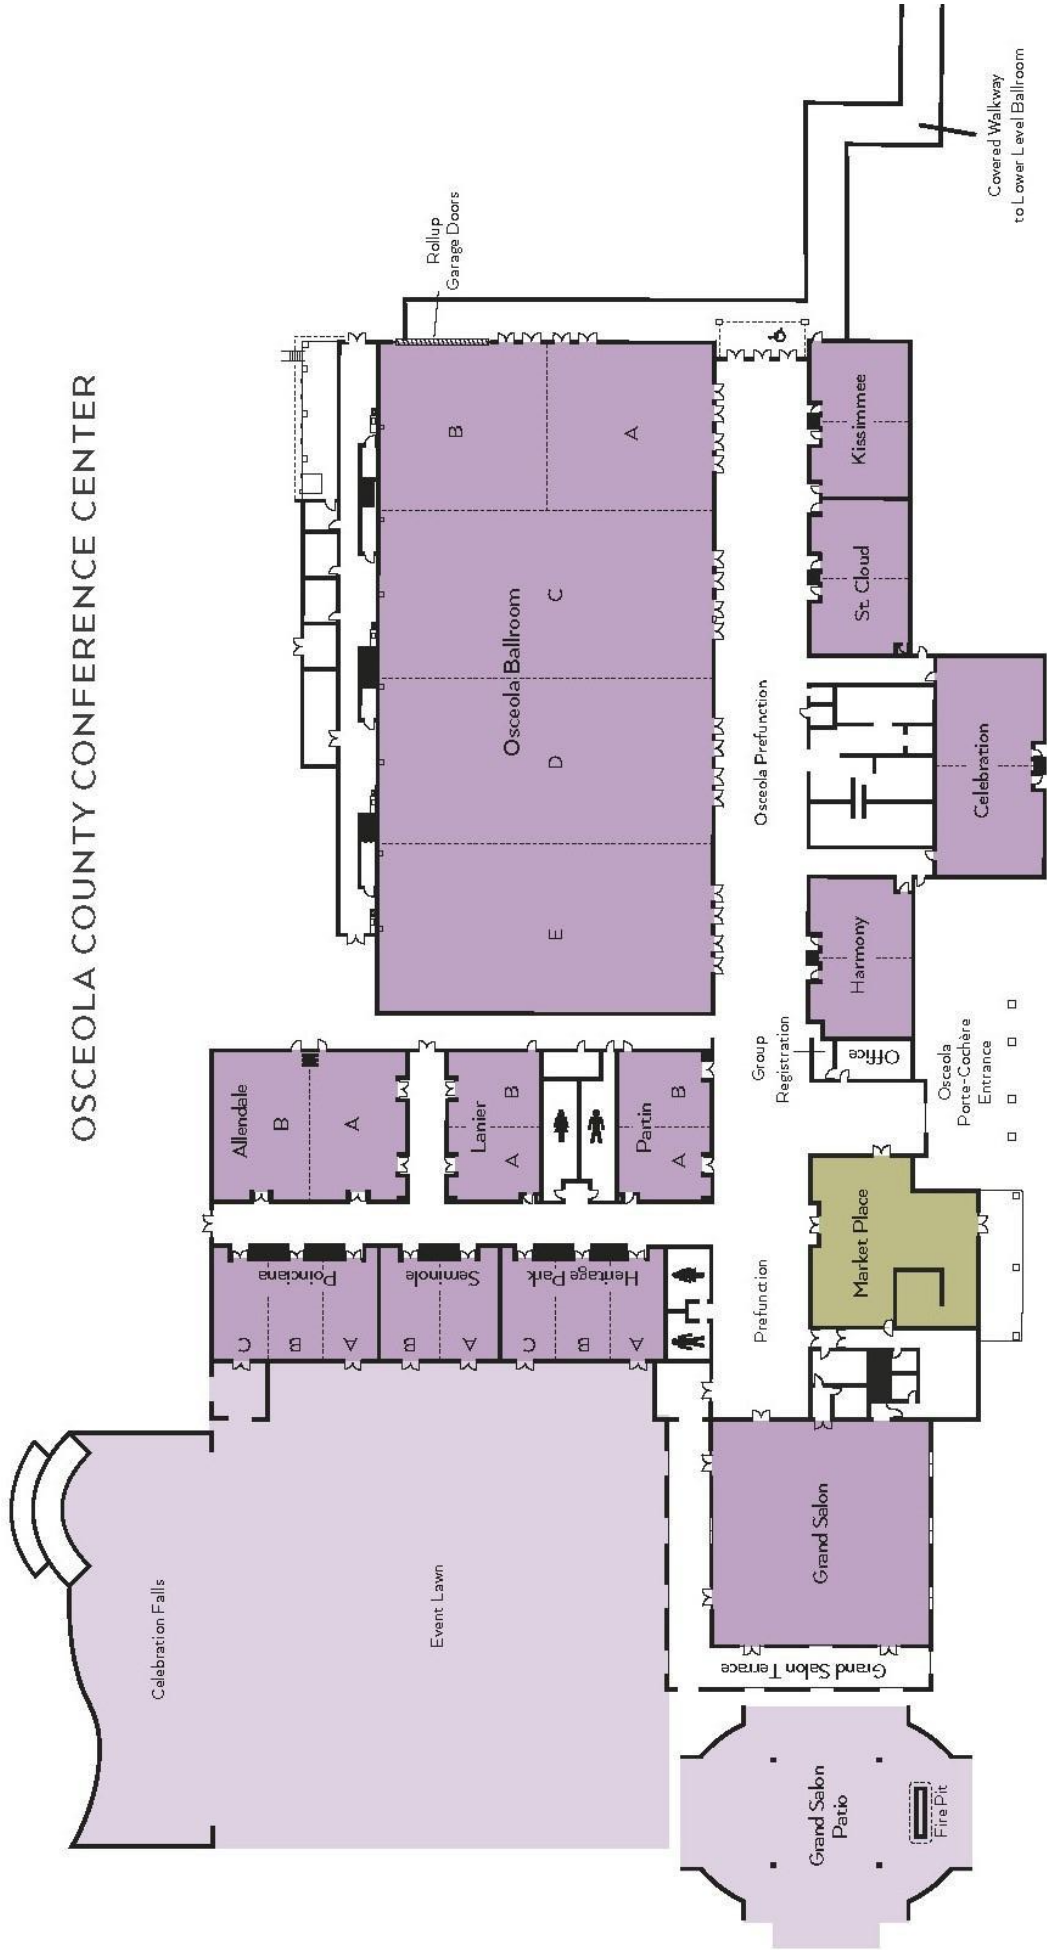 OSCEOLA COUNTY CONFERENCE CENTER
Celebration Falls
Event Lawn
Allendale
B
A
Poinciana
C
B
A
Seminole
B
A
Heritage Park
C
B
A
Lanier
A
B
Partin
A
B
Osceola Ballroom
E
D
C
B
A
Rollup
Garage Doors
Osceola Prefunction
Prefunction
Group
Registration
Office
Harmony
St. Cloud
Kissimmee
Celebration
Market Place
Osceola
Porte-Cochère
Entrance
Covered Walkway
to Lower Level Ballroom
Grand Salon
Grand Salon Terrace
Grand Salon
Patio
Fire Pit